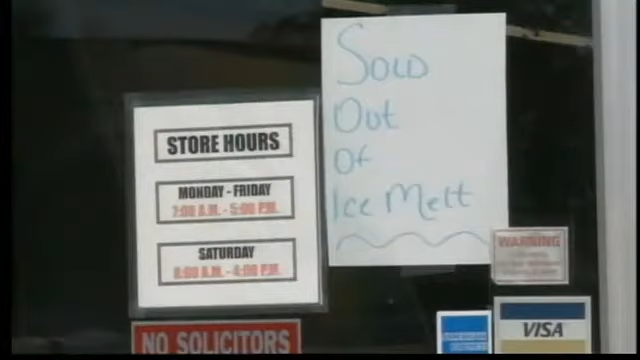 Sold
Out
Of
Ice Melt
STORE HOURS
MONDAY - FRIDAY
7:00 A.M. - 5:00 P.M.
SATURDAY
8:00 A.M. - 4:00 P.M.
WARNING
NO SOLICITORS
VISA